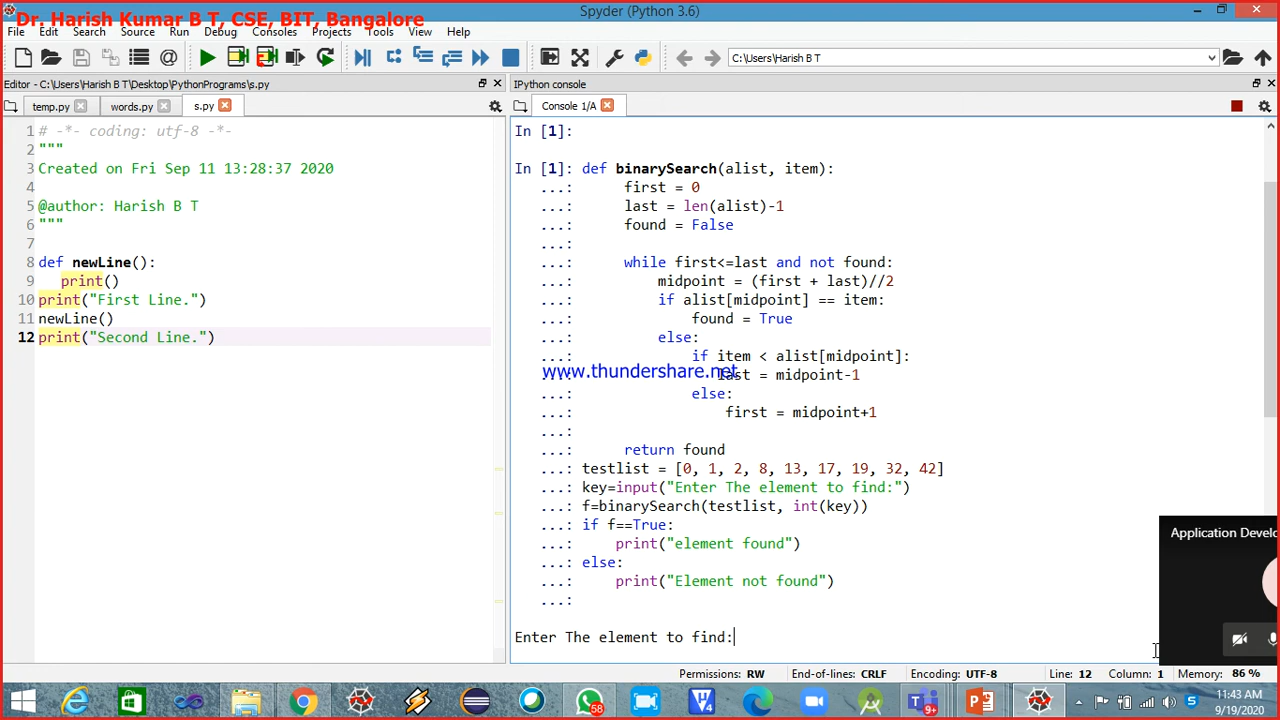 Dr. Harish Kumar B T, CSE, BIT, Bangalore
Spyder (Python 3.6)
File Edit Search Source Run Debug Consoles Projects Tools View Help
C:\Users\Harish B T
Editor - C:\Users\Harish B T\Desktop\PythonPrograms\s.py
temp.py words.py s.py
1 # -*- coding: utf-8 -*-
2 """
3 Created on Fri Sep 11 13:28:37 2020
4
5 @author: Harish B T
6 """
7
8 def newLine():
9 print()
10 print("First Line.")
11 newLine()
12 print("Second Line.")
IPython console
Console 1/A
In [1]:
In [1]: def binarySearch(alist, item):
...: first = 0
...: last = len(alist)-1
...: found = False
...:
...: while first<=last and not found:
...: midpoint = (first + last)//2
...: if alist[midpoint] == item:
...: found = True
...: else:
...: if item < alist[midpoint]:
...: last = midpoint-1
...: else:
...: first = midpoint+1
...:
...: return found
...: testlist = [0, 1, 2, 8, 13, 17, 19, 32, 42]
...: key=input("Enter The element to find:")
...: f=binarySearch(testlist, int(key))
...: if f==True:
...: print("element found")
...: else:
...: print("Element not found")
...:
Enter The element to find:
www.thundershare.net
Application Develo
Permissions: RW End-of-lines: CRLF Encoding: UTF-8 Line: 12 Column: 1 Memory: 86 %
58
9+
11:43 AM
9/19/2020